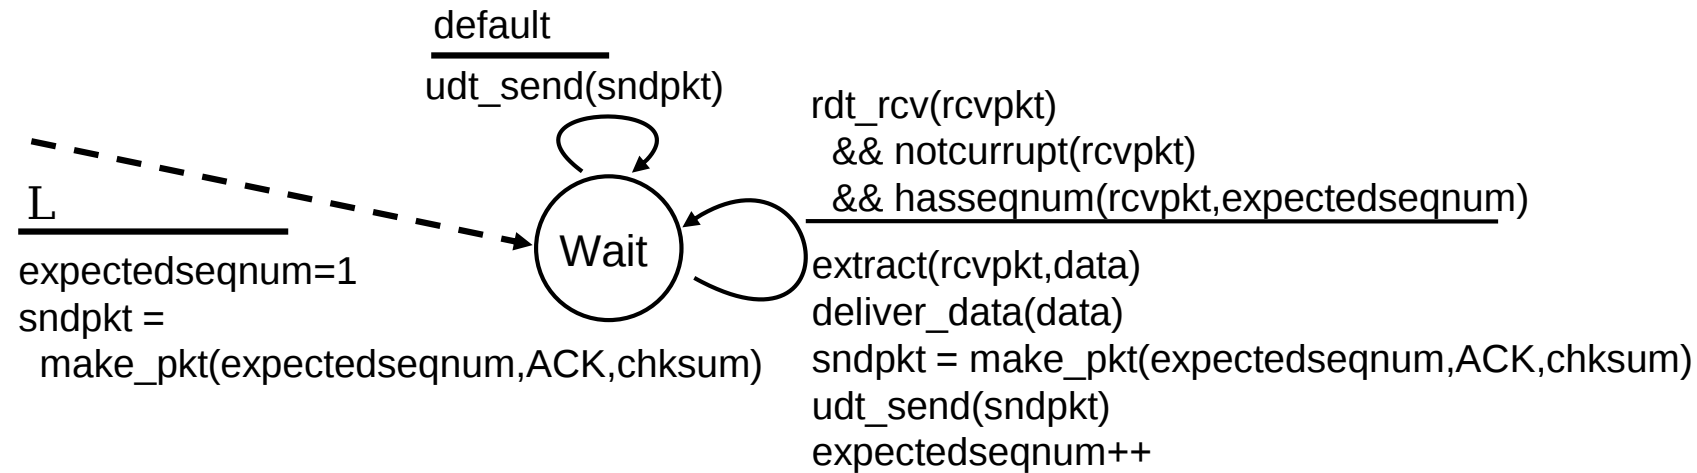 default
udt_send(sndpkt)
rdt_rcv(rcvpkt)
&& notcurrupt(rcvpkt)
&& hasseqnum(rcvpkt,expectedseqnum)
L
Wait
expectedseqnum=1
sndpkt =
make_pkt(expectedseqnum,ACK,chksum)
extract(rcvpkt,data)
deliver_data(data)
sndpkt = make_pkt(expectedseqnum,ACK,chksum)
udt_send(sndpkt)
expectedseqnum++